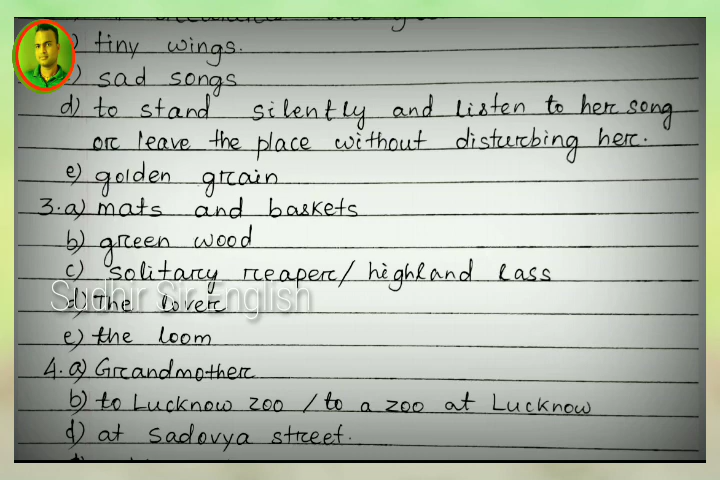 ) tiny wings.
c) sad songs
d) to stand silently and listen to her song
or leave the place without disturbing her.
e) golden grain
3. a) mats and baskets
b) green wood
c) solitary reaper/ highland lass
Sudhir Sir English
d) the lover
e) the loom
4. a) Grandmother
b) to Lucknow zoo / to a zoo at Lucknow
d) at Sadovya street.